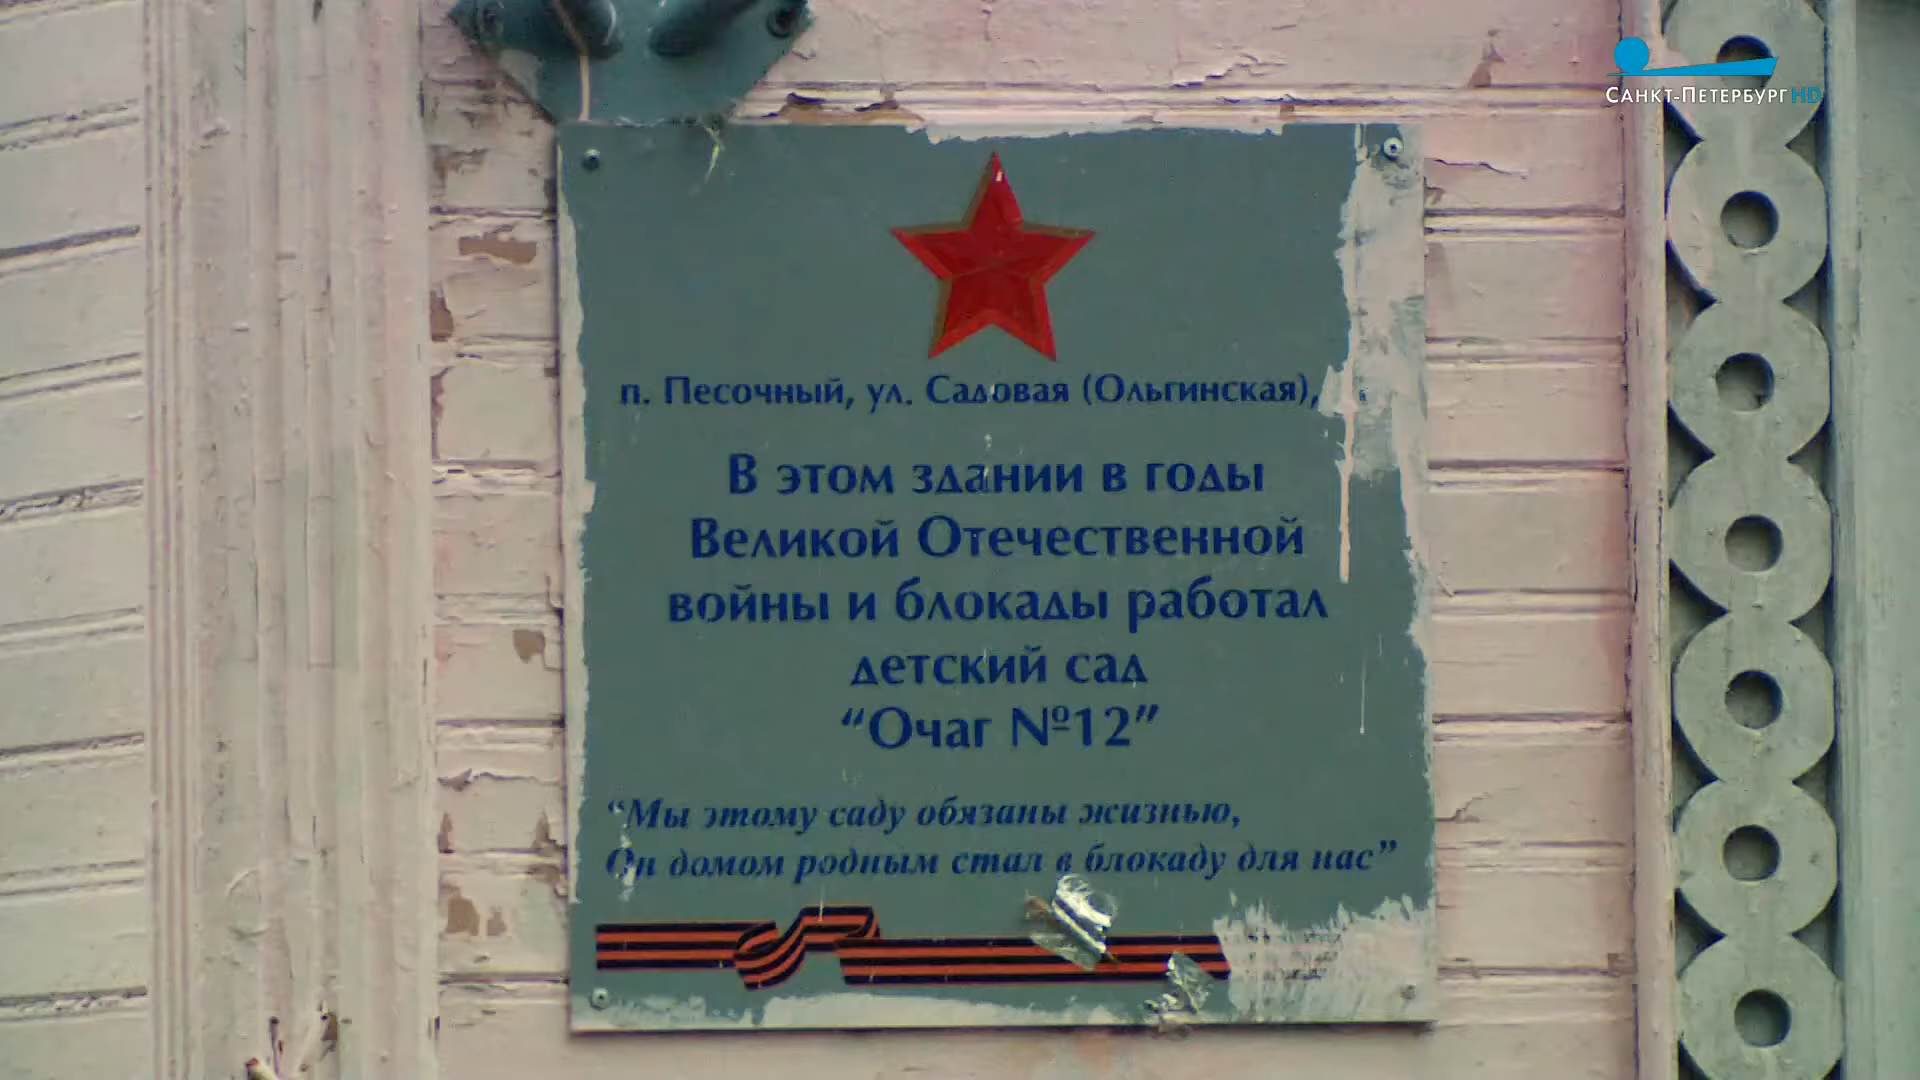 САНКТ-ПЕТЕРБУРГ HD
п. Песочный, ул. Садовая (Ольгинская),
В этом здании в годы
Великой Отечественной
войны и блокады работал
детский сад
“Очаг №12”
“Мы этому саду обязаны жизнью,
Он домом родным стал в блокаду для нас”